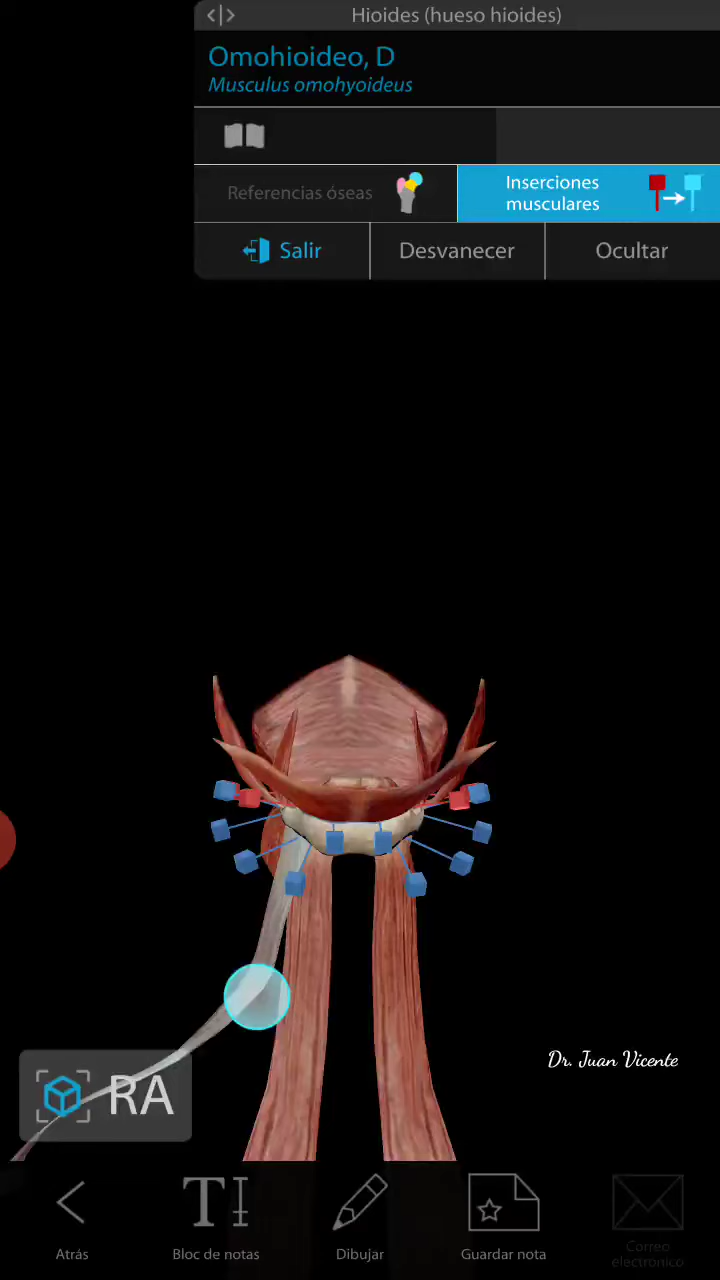 Hioides (hueso hioides)
Omohioideo, D
Musculus omohyoideus
Referencias óseas
Inserciones
musculares
Salir
Desvanecer
Ocultar
Dr. Juan Vicente
RA
Atrás
Bloc de notas
Dibujar
Guardar nota
Correo
electrónico